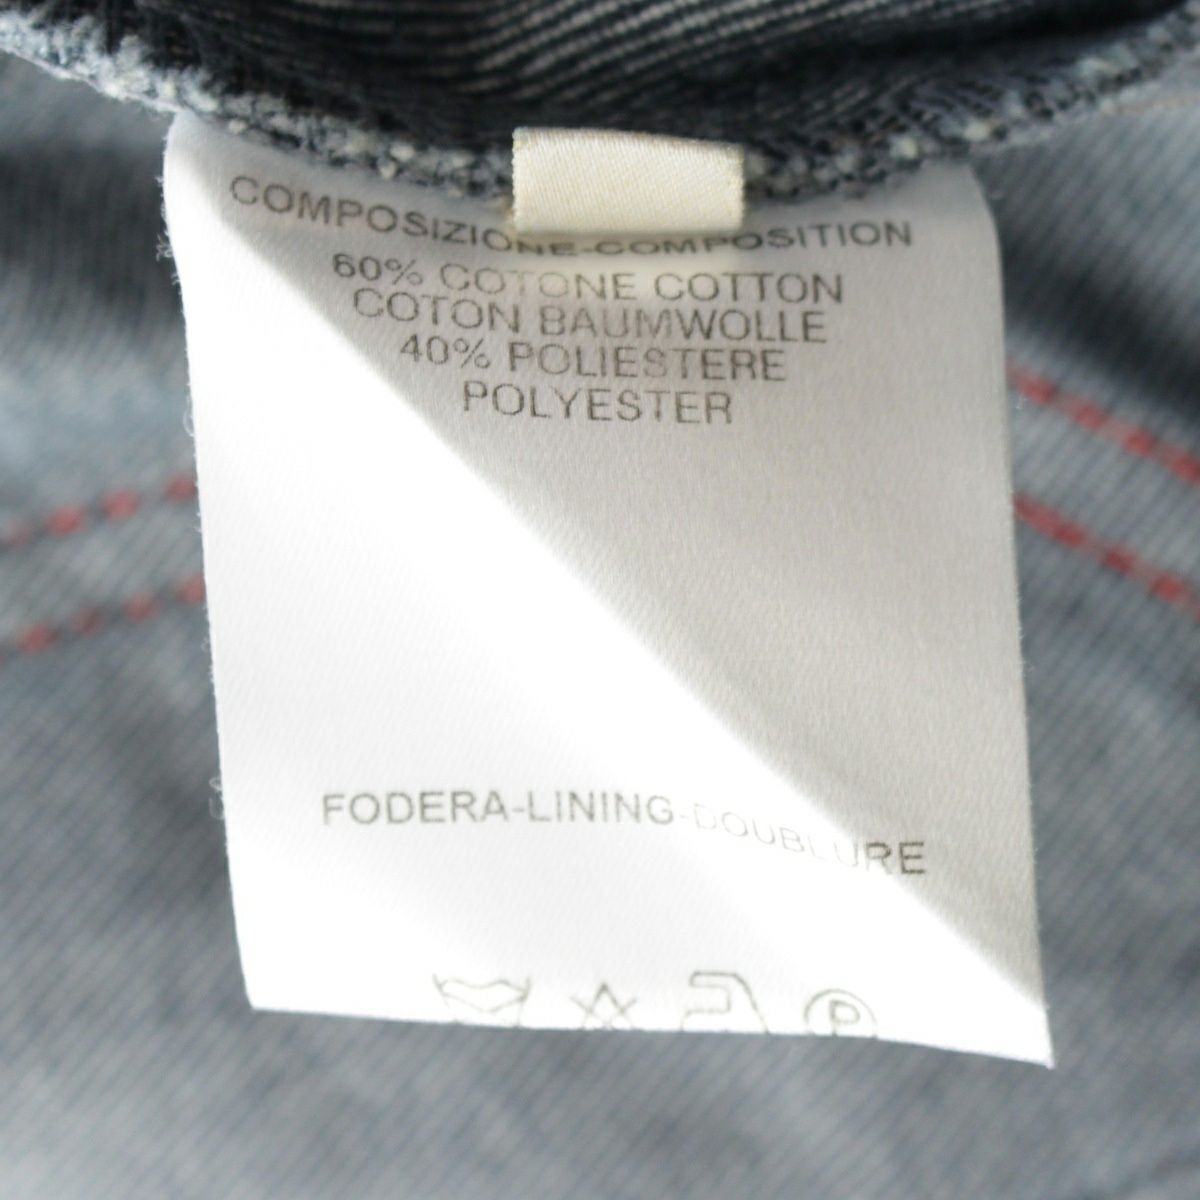 COMPOSIZIONE-COMPOSITION
60% COTONE COTTON
COTON BAUMWOLLE
40% POLIESTERE
POLYESTER
FODERA-LINING-DOUBLURE
P